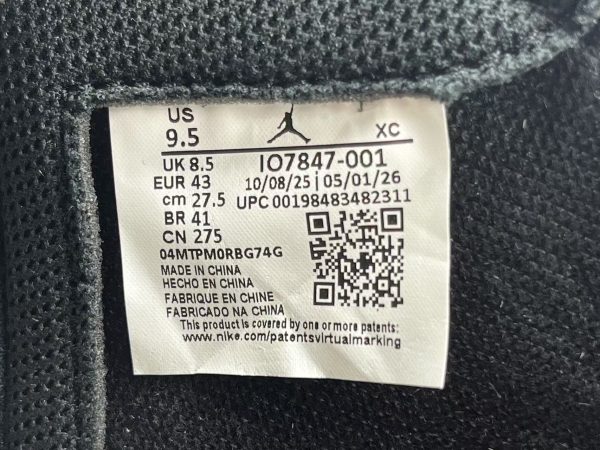 US
9.5
XC
UK 8.5
IO7847-001
EUR 43
10/08/25 | 05/01/26
cm 27.5
UPC 00198483482311
BR 41
CN 275
04MTPM0RBG74G
MADE IN CHINA
HECHO EN CHINA
FABRIQUE EN CHINE
FABRICADO NA CHINA
This product is covered by one or more patents:
www.nike.com/patentsvirtualmarking